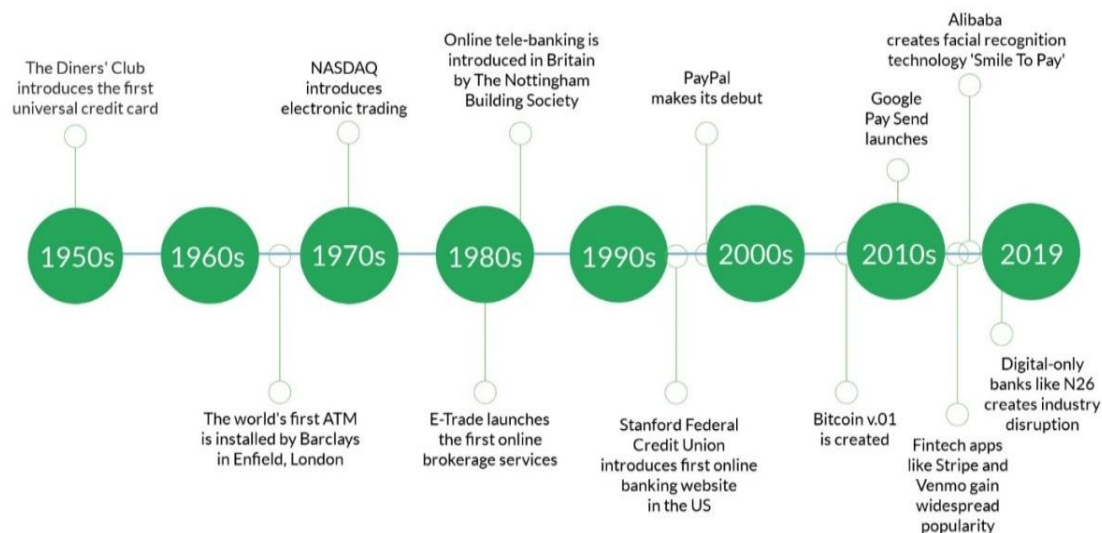 The Diners' Club
introduces the first
universal credit card
NASDAQ
introduces
electronic trading
Online tele-banking is
introduced in Britain
by The Nottingham
Building Society
PayPal
makes its debut
Google
Pay Send
launches
Alibaba
creates facial recognition
technology 'Smile To Pay'
1950s
1960s
1970s
1980s
1990s
2000s
2010s
2019
The world's first ATM
is installed by Barclays
in Enfield, London
E-Trade launches
the first online
brokerage services
Stanford Federal
Credit Union
introduces first online
banking website
in the US
Bitcoin v.01
is created
Fintech apps
like Stripe and
Venmo gain
widespread
popularity
Digital-only
banks like N26
creates industry
disruption